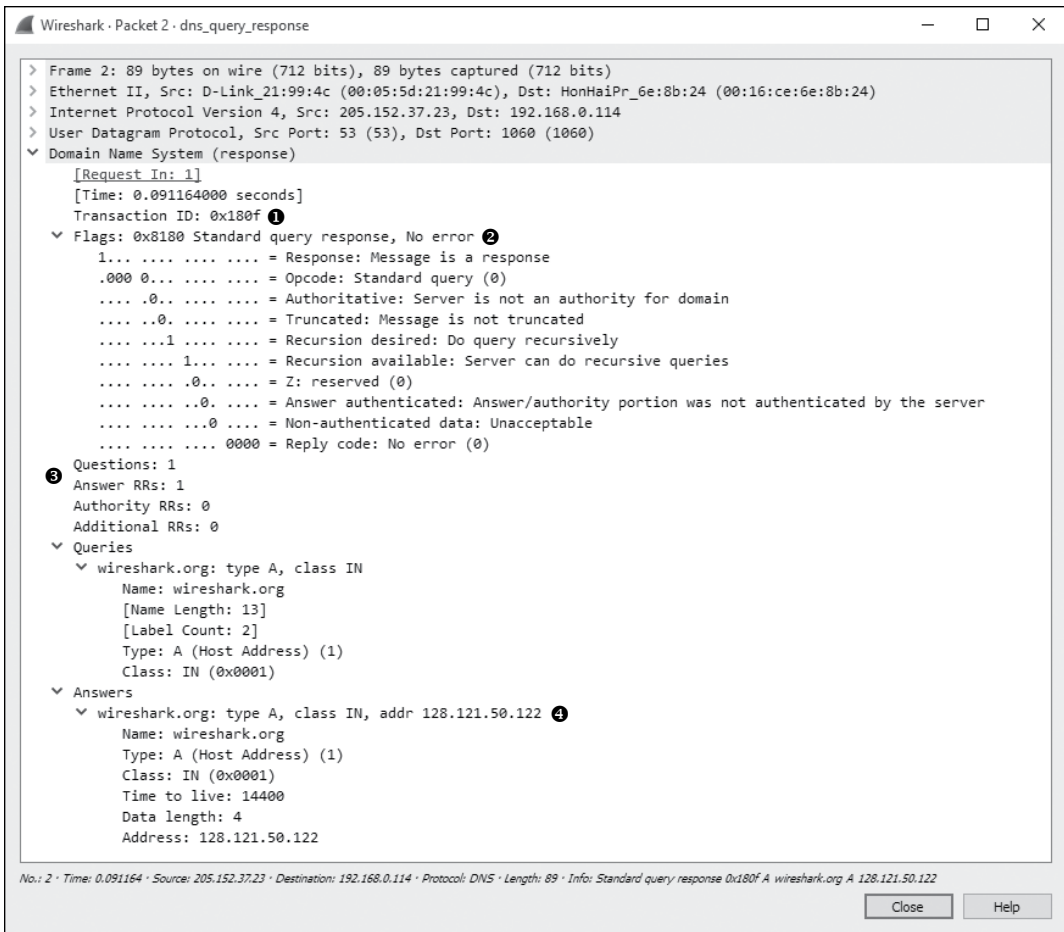 Wireshark · Packet 2 · dns_query_response
> Frame 2: 89 bytes on wire (712 bits), 89 bytes captured (712 bits)
> Ethernet II, Src: D-Link_21:99:4c (00:05:5d:21:99:4c), Dst: HonHaiPr_6e:8b:24 (00:16:ce:6e:8b:24)
> Internet Protocol Version 4, Src: 205.152.37.23, Dst: 192.168.0.114
> User Datagram Protocol, Src Port: 53 (53), Dst Port: 1060 (1060)
Domain Name System (response)
[Request In: 1]
[Time: 0.091164000 seconds]
Transaction ID: 0x180f ❶
Flags: 0x8180 Standard query response, No error ❷
1... .... .... .... = Response: Message is a response
.000 0... .... .... = Opcode: Standard query (0)
.... .0.. .... .... = Authoritative: Server is not an authority for domain
.... ..0. .... .... = Truncated: Message is not truncated
.... ...1 .... .... = Recursion desired: Do query recursively
.... .... 1... .... = Recursion available: Server can do recursive queries
.... .... .0.. .... = Z: reserved (0)
.... .... ..0. .... = Answer authenticated: Answer/authority portion was not authenticated by the server
.... .... ...0 .... = Non-authenticated data: Unacceptable
.... .... .... 0000 = Reply code: No error (0)
Questions: 1
❸ Answer RRs: 1
Authority RRs: 0
Additional RRs: 0
Queries
wireshark.org: type A, class IN
Name: wireshark.org
[Name Length: 13]
[Label Count: 2]
Type: A (Host Address) (1)
Class: IN (0x0001)
Answers
wireshark.org: type A, class IN, addr 128.121.50.122 ❹
Name: wireshark.org
Type: A (Host Address) (1)
Class: IN (0x0001)
Time to live: 14400
Data length: 4
Address: 128.121.50.122
No.: 2 · Time: 0.091164 · Source: 205.152.37.23 · Destination: 192.168.0.114 · Protocol: DNS · Length: 89 · Info: Standard query response 0x180f A wireshark.org A 128.121.50.122
Close Help